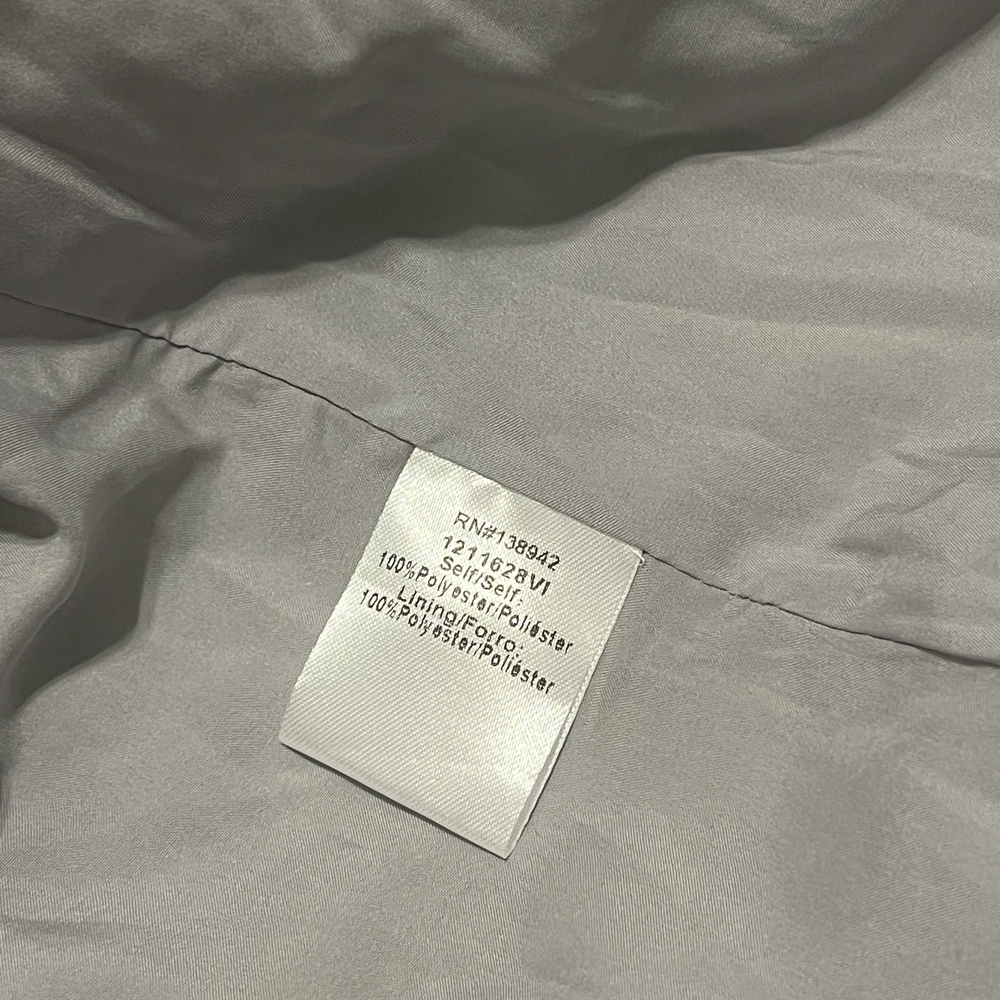 RN#138942
1211628VI
Self/Self:
100%Polyester/Poliéster
Lining/Forro:
100%Polyester/Poliéster